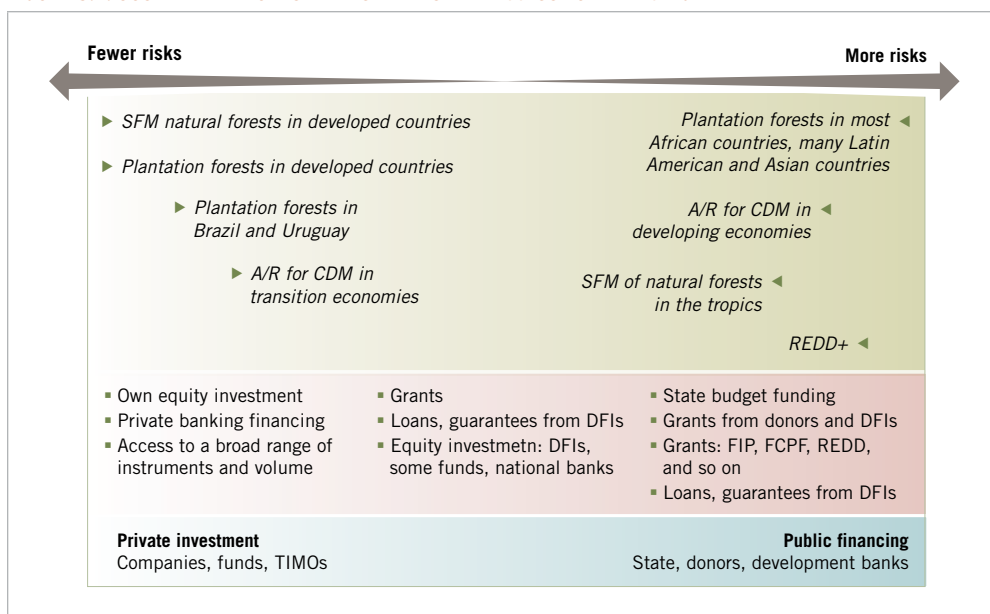 Fewer risks
More risks
► SFM natural forests in developed countries
► Plantation forests in developed countries
► Plantation forests in
Brazil and Uruguay
► A/R for CDM in
transition economies
Plantation forests in most ◄
African countries, many Latin
American and Asian countries
A/R for CDM in ◄
developing economies
SFM of natural forests ◄
in the tropics
REDD+ ◄
▪ Own equity investment
▪ Private banking financing
▪ Access to a broad range of
instruments and volume
▪ Grants
▪ Loans, guarantees from DFIs
▪ Equity investmetn: DFIs,
some funds, national banks
▪ State budget funding
▪ Grants from donors and DFIs
▪ Grants: FIP, FCPF, REDD,
and so on
▪ Loans, guarantees from DFIs
Private investment
Companies, funds, TIMOs
Public financing
State, donors, development banks